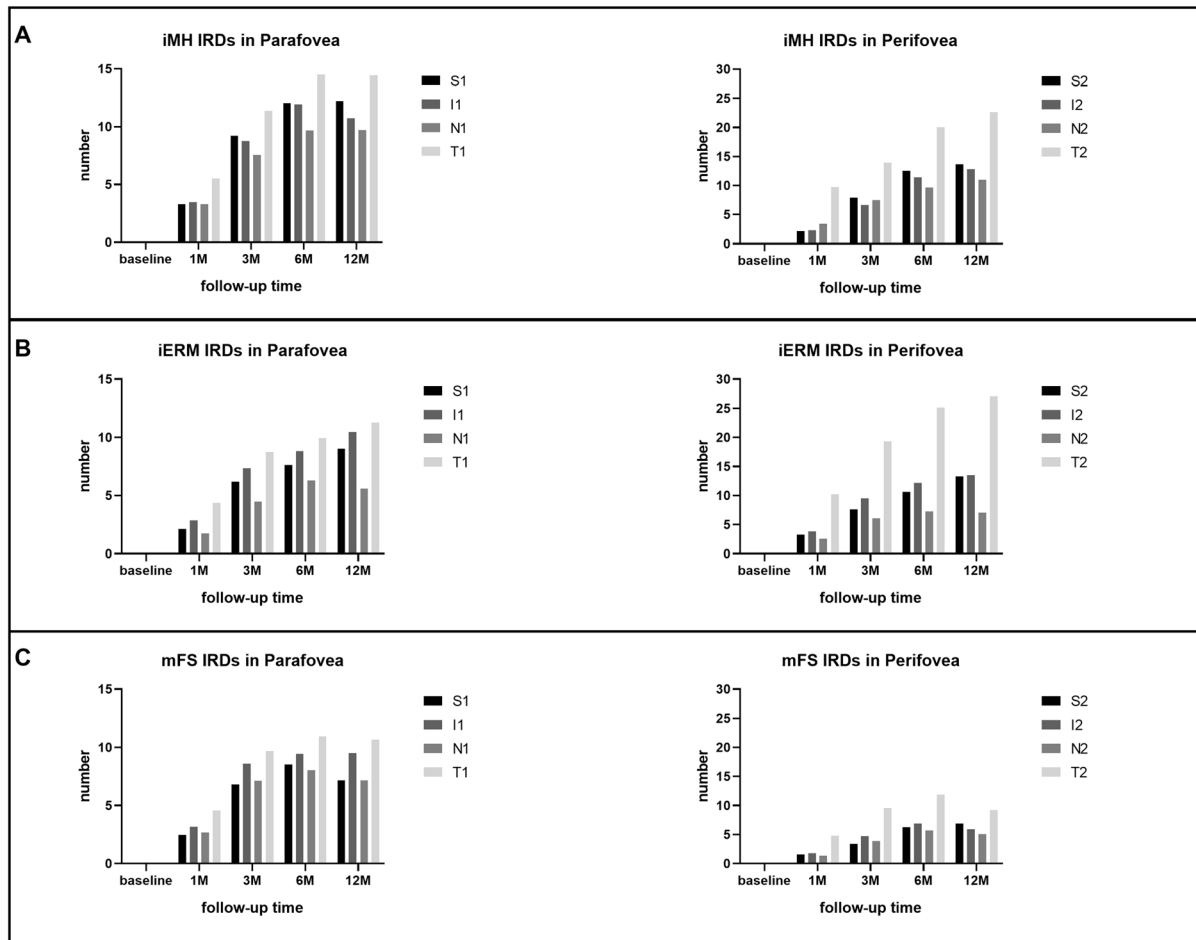 A
iMH IRDs in Parafovea
15
10
5
0
number
baseline 1M 3M 6M 12M
follow-up time
S1
I1
N1
T1
iMH IRDs in Perifovea
30
25
20
15
10
5
0
number
baseline 1M 3M 6M 12M
follow-up time
S2
I2
N2
T2
B
iERM IRDs in Parafovea
15
10
5
0
number
baseline 1M 3M 6M 12M
follow-up time
S1
I1
N1
T1
iERM IRDs in Perifovea
30
25
20
15
10
5
0
number
baseline 1M 3M 6M 12M
follow-up time
S2
I2
N2
T2
C
mFS IRDs in Parafovea
15
10
5
0
number
baseline 1M 3M 6M 12M
follow-up time
S1
I1
N1
T1
mFS IRDs in Perifovea
30
25
20
15
10
5
0
number
baseline 1M 3M 6M 12M
follow-up time
S2
I2
N2
T2